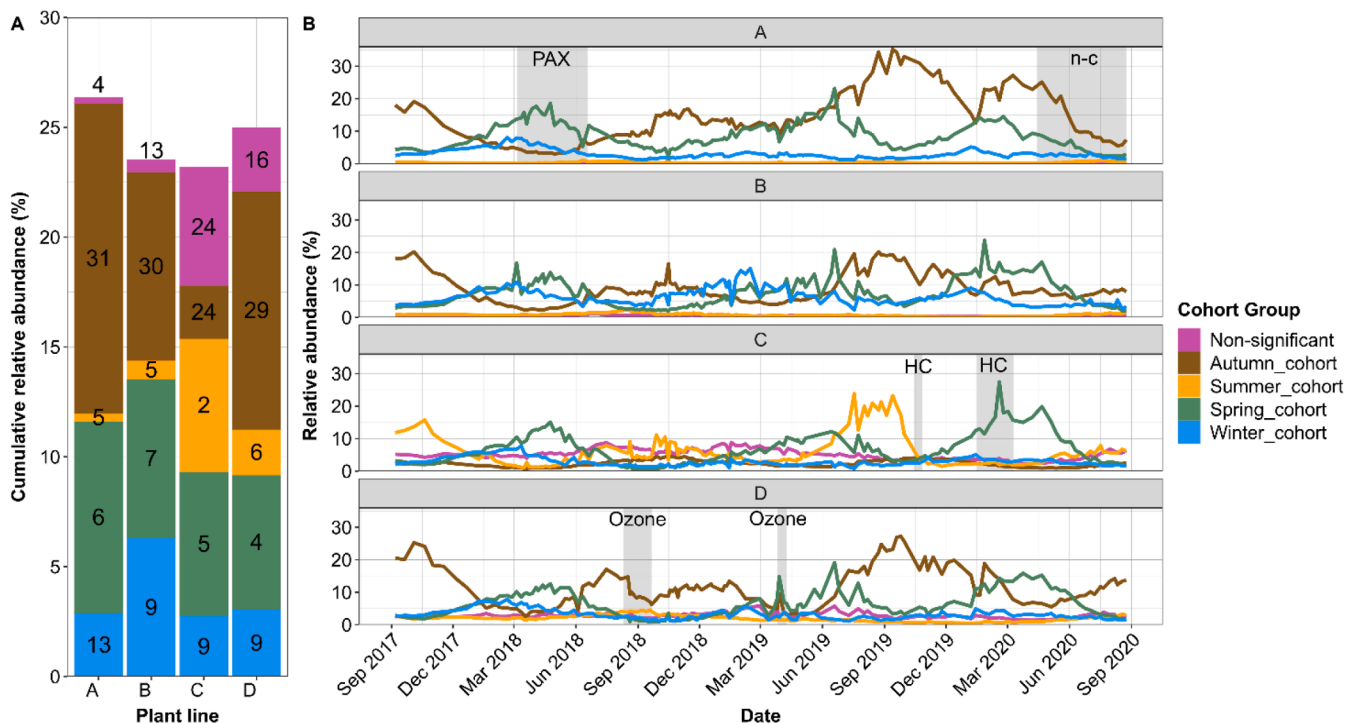 A
Cumulative relative abundance (%)
30
25
20
15
10
5
0
4
31
5
6
13
13
30
5
7
9
24
24
2
5
9
16
29
6
4
9
A B C D
Plant line
B
Relative abundance (%)
A
PAX
n-c
30
20
10
0
B
30
20
10
0
C
HC
HC
30
20
10
0
D
Ozone
Ozone
30
20
10
0
Sep 2017
Dec 2017
Mar 2018
Jun 2018
Sep 2018
Dec 2018
Mar 2019
Jun 2019
Sep 2019
Dec 2019
Mar 2020
Jun 2020
Sep 2020
Date
Cohort Group
Non-significant
Autumn_cohort
Summer_cohort
Spring_cohort
Winter_cohort